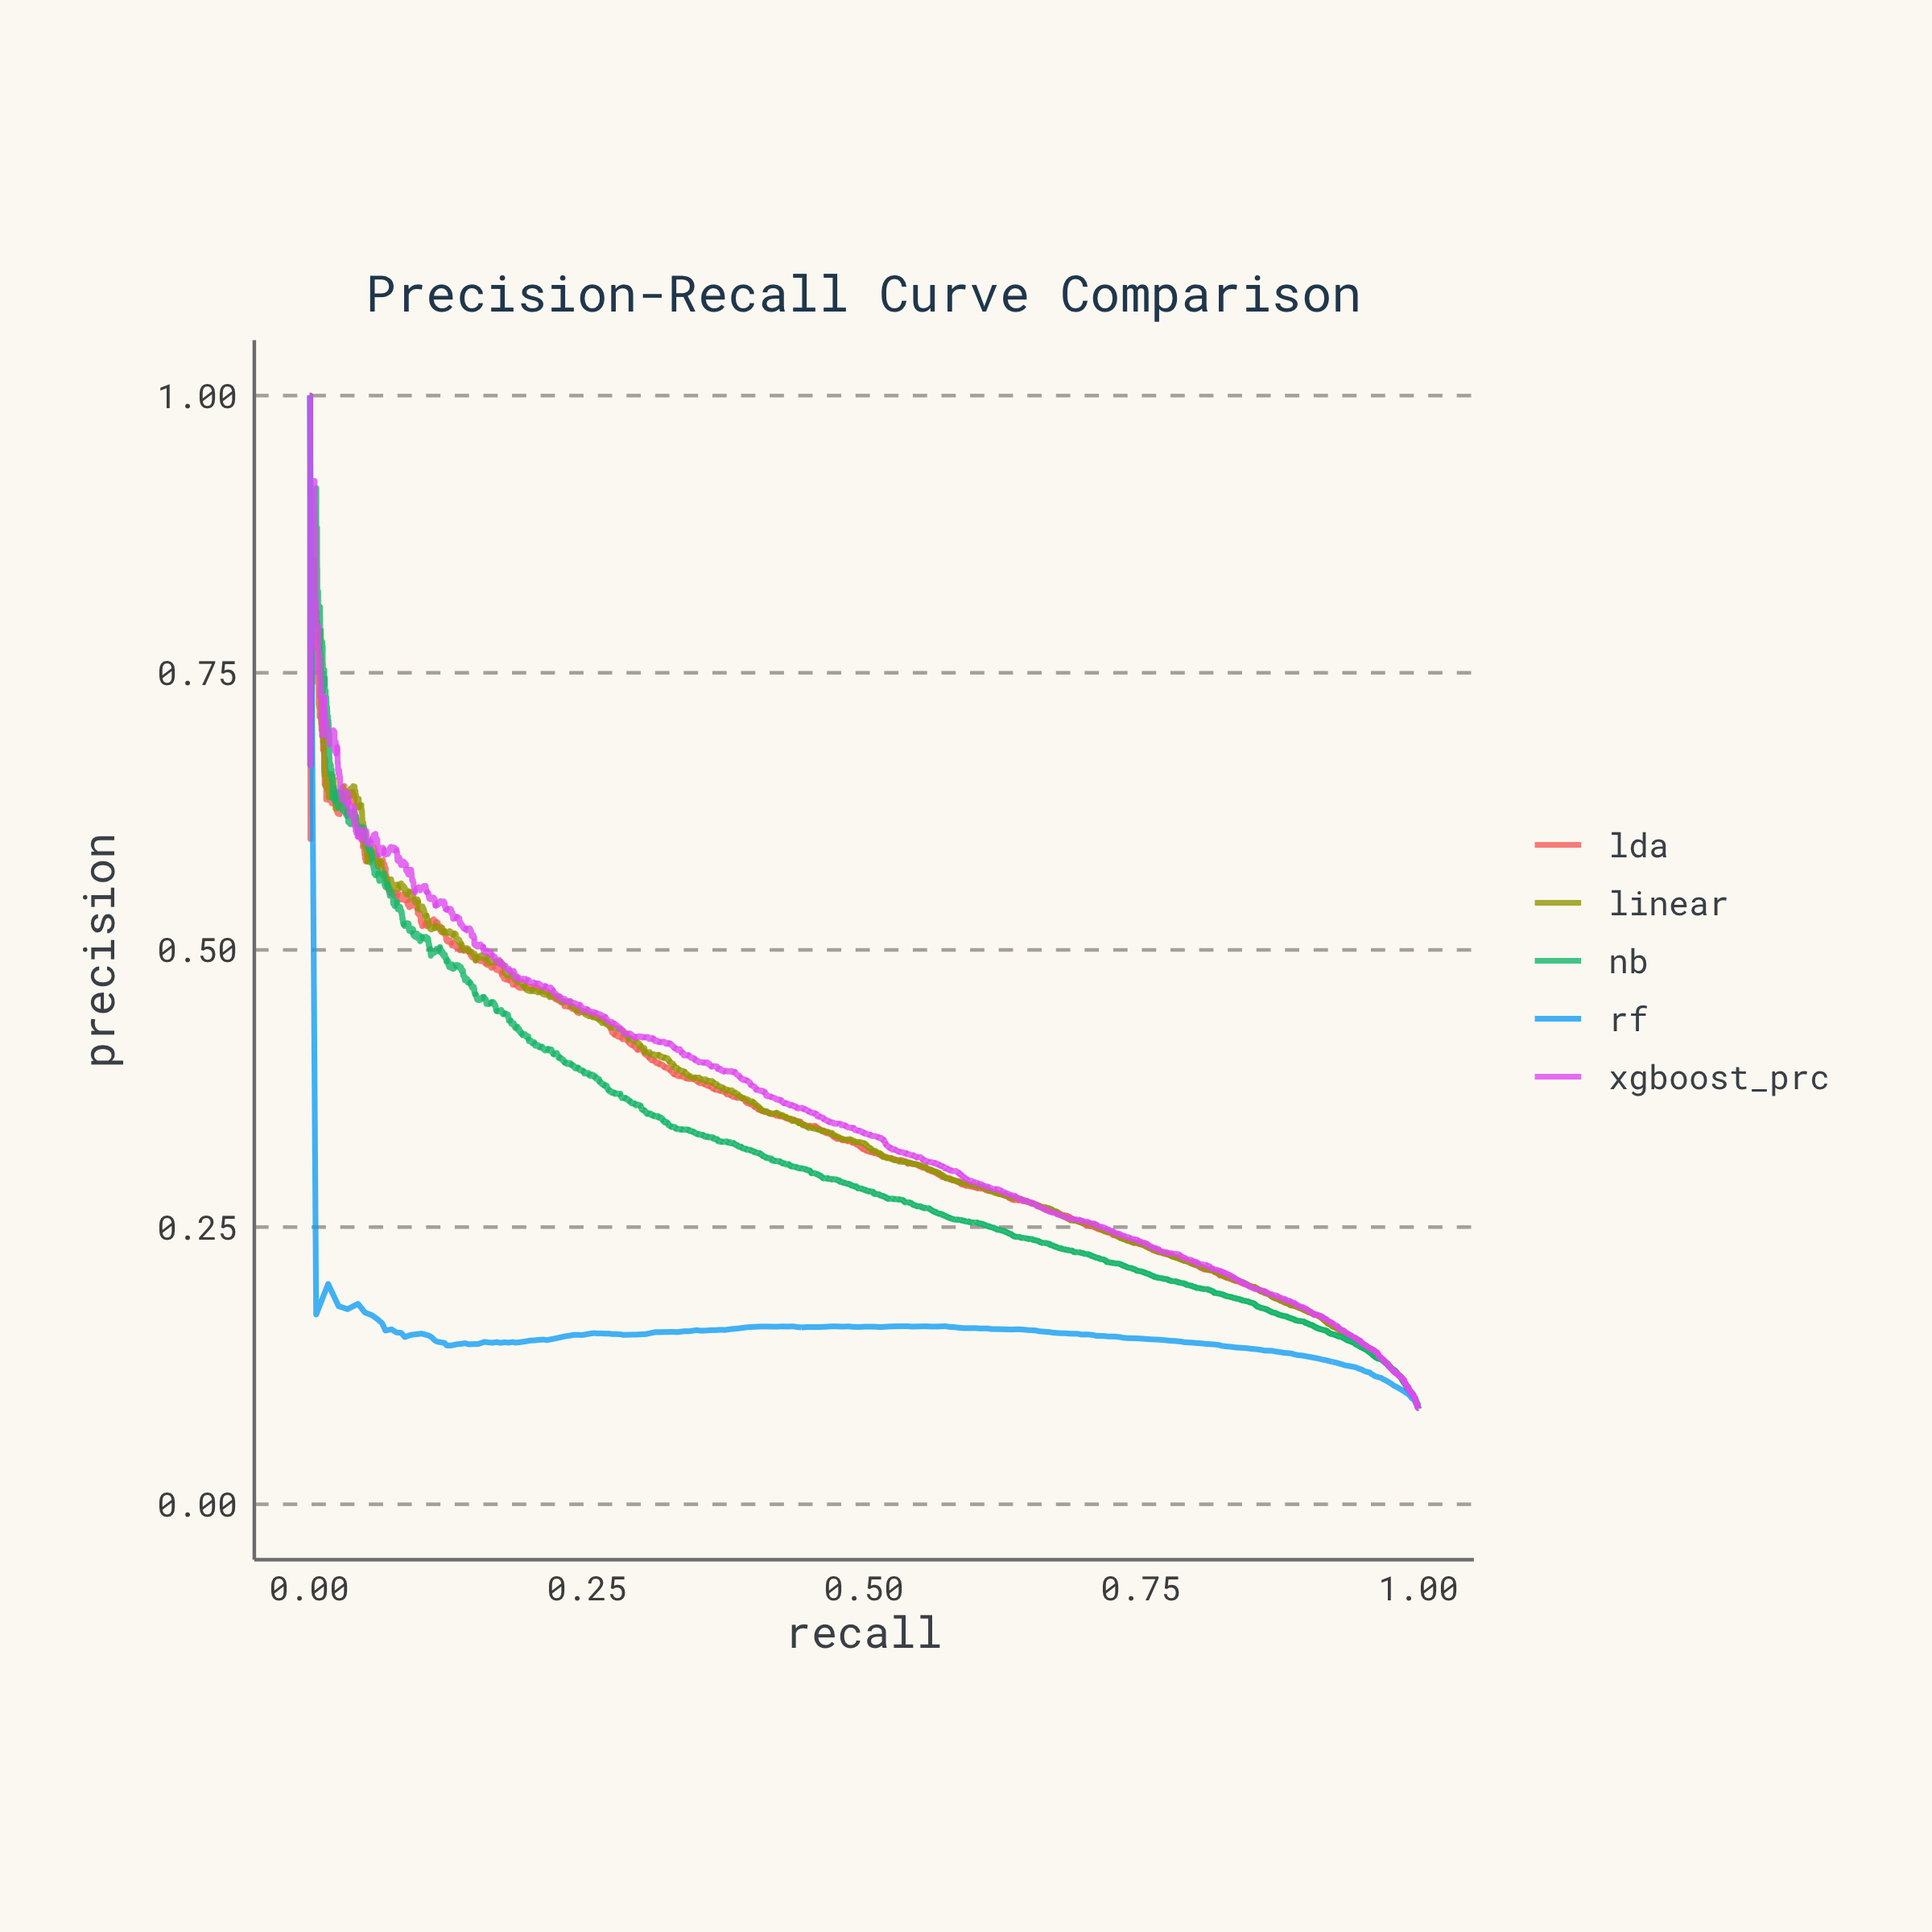 Precision-Recall Curve Comparison
1.00
0.75
0.50
0.25
0.00
precision
0.00 0.25 0.50 0.75 1.00
recall
lda
linear
nb
rf
xgboost_prc